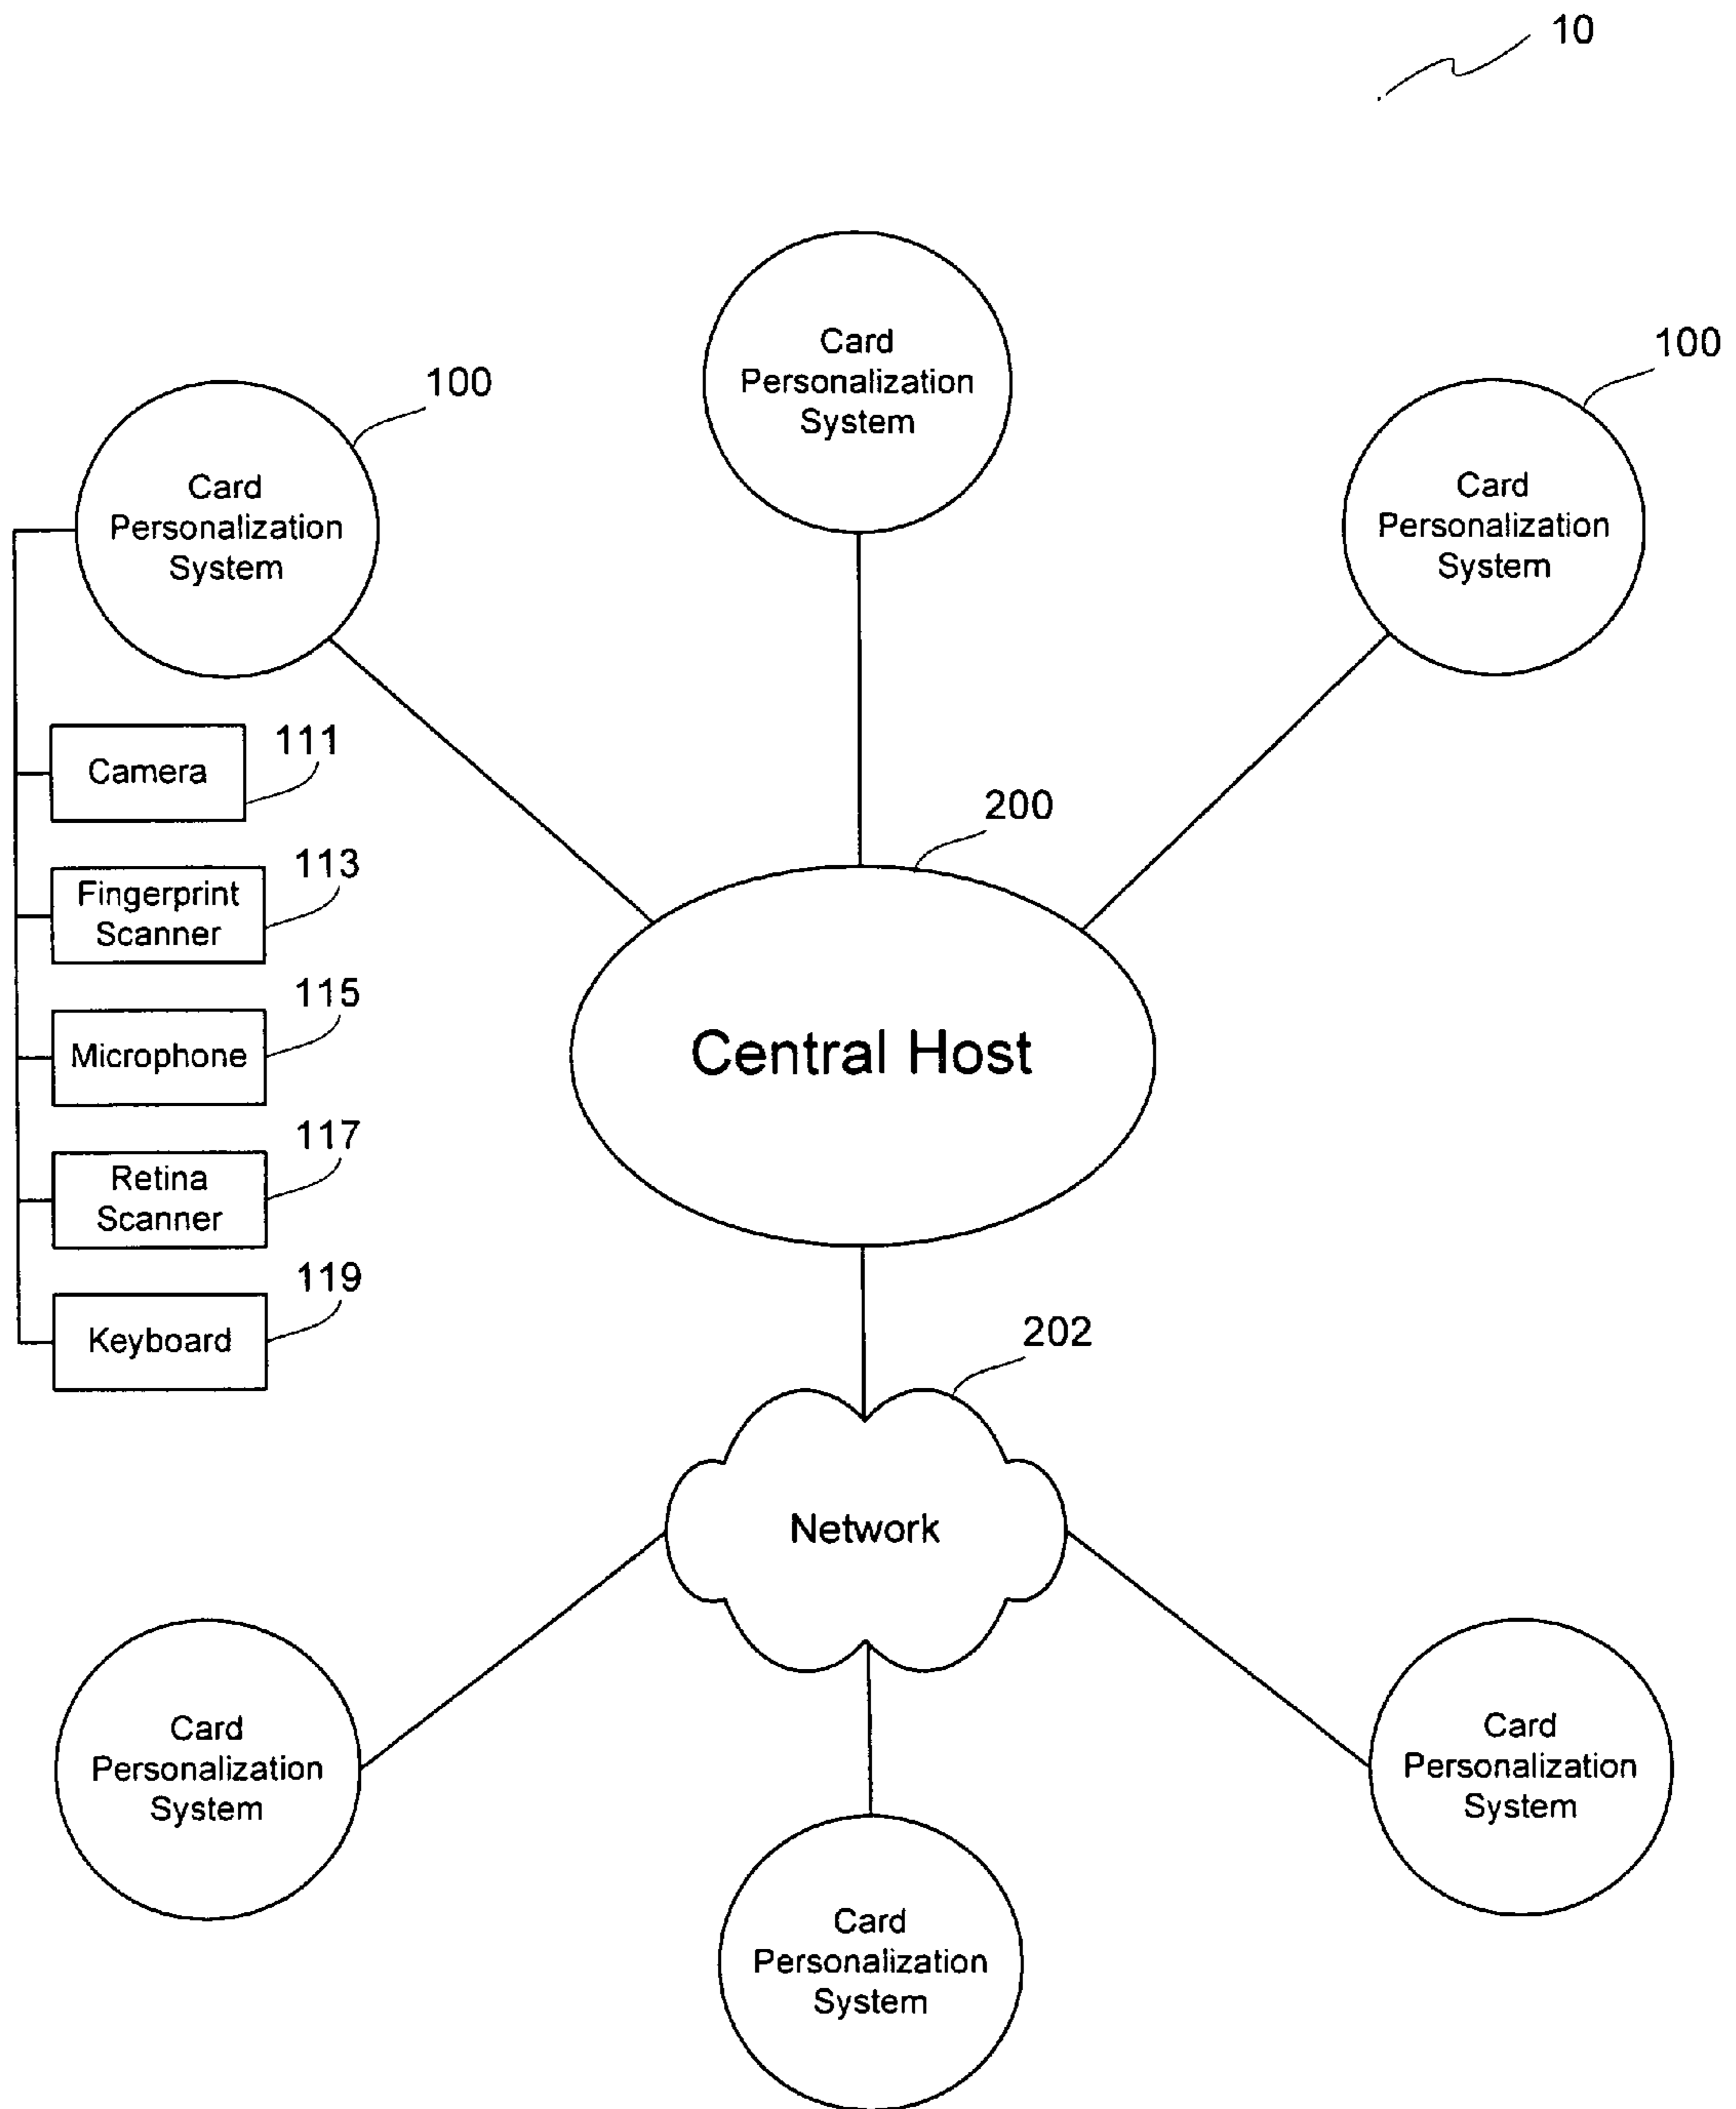 10
Card
Personalization
System
100
Card
Personalization
System
100
Card
Personalization
System
111
Camera
113
Fingerprint
Scanner
115
Microphone
117
Retina
Scanner
119
Keyboard
200
Central Host
202
Network
Card
Personalization
System
Card
Personalization
System
Card
Personalization
System